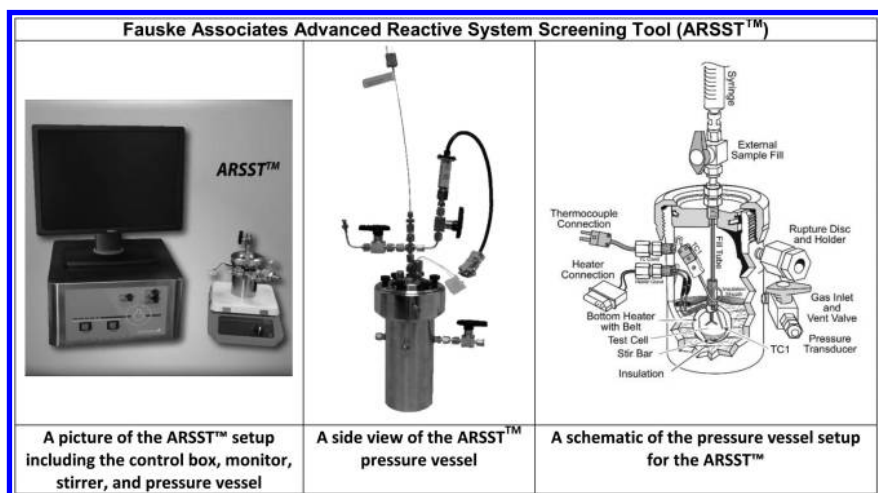 Fauske Associates Advanced Reactive System Screening Tool (ARSST™)
ARSST™
Syringe
External
Sample Fill
Thermocouple
Connection
Fill Tube
Rupture Disc
and Holder
Heater
Connection
Gas Inlet
and
Vent Valve
Bottom Heater
with Belt
Test Cell
Stir Bar
Pressure
Transducer
TC1
Insulation
A picture of the ARSST™ setup
including the control box, monitor,
stirrer, and pressure vessel
A side view of the ARSST™
pressure vessel
A schematic of the pressure vessel setup
for the ARSST™